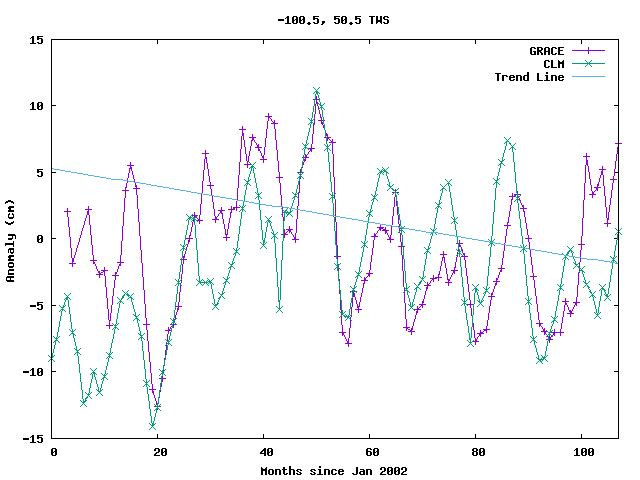 -100.5, 50.5 TWS
GRACE
CLM
Trend Line
15
10
5
0
-5
-10
-15
Anomaly (cm)
0 20 40 60 80 100
Months since Jan 2002